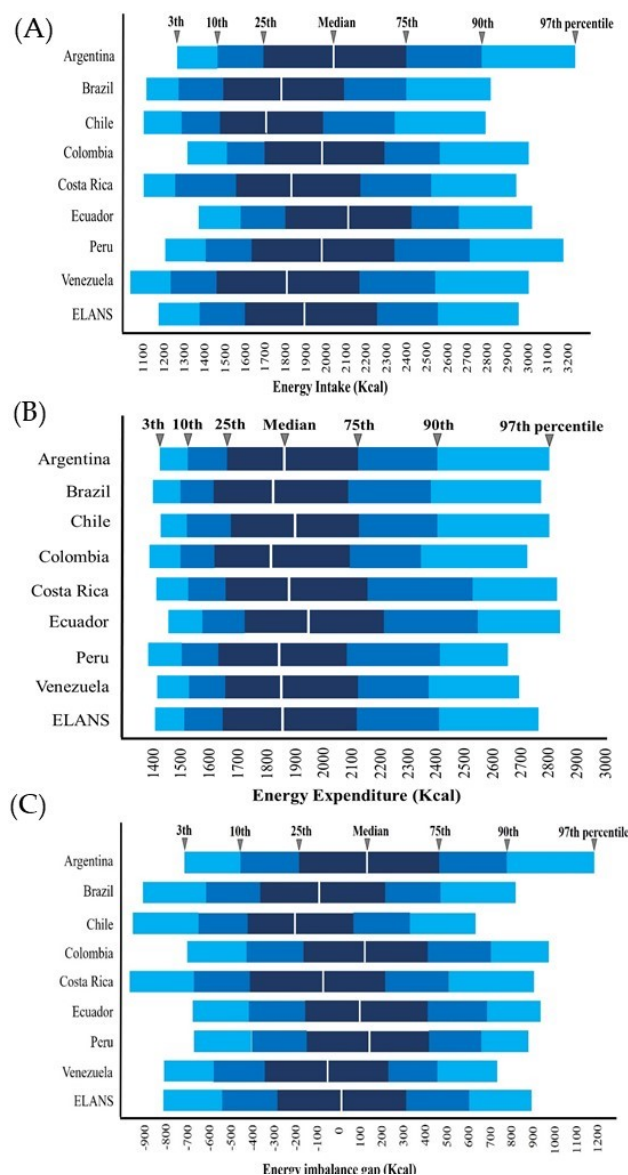 (A)
3th 10th 25th Median 75th 90th 97th percentile
Argentina
Brazil
Chile
Colombia
Costa Rica
Ecuador
Peru
Venezuela
ELANS
1100 1200 1300 1400 1500 1600 1700 1800 1900 2000 2100 2200 2300 2400 2500 2600 2700 2800 2900 3000 3100 3200
Energy Intake (Kcal)
(B)
3th 10th 25th Median 75th 90th 97th percentile
Argentina
Brazil
Chile
Colombia
Costa Rica
Ecuador
Peru
Venezuela
ELANS
1400 1500 1600 1700 1800 1900 2100 2200 2300 2400 2500 2600 2700 2800 2900 3000
Energy Expenditure (Kcal)
(C)
3th 10th 25th Median 75th 90th 97th percentile
Argentina
Brazil
Chile
Colombia
Costa Rica
Ecuador
Peru
Venezuela
ELANS
-900 -800 -700 -600 -500 -400 -300 -200 -100 0 100 200 300 400 500 600 700 800 900 1000 1100 1200
Energy imbalance gap (Kcal)